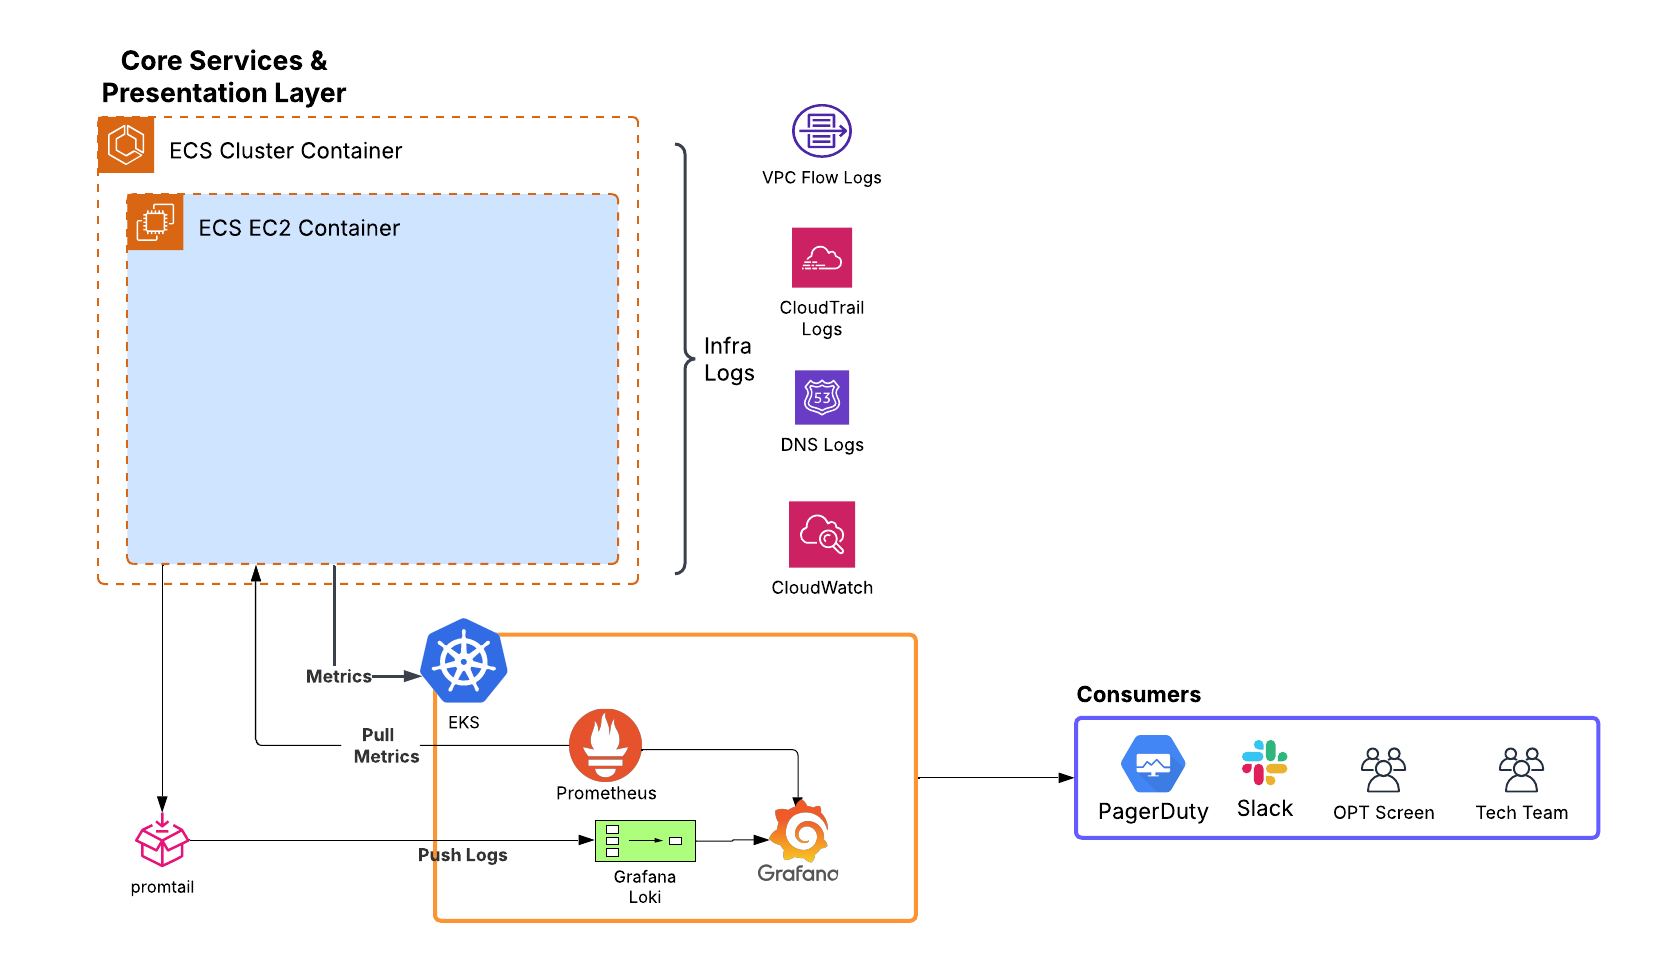 Core Services &
Presentation Layer
ECS Cluster Container
ECS EC2 Container
Infra
Logs
VPC Flow Logs
CloudTrail
Logs
53
DNS Logs
CloudWatch
Metrics
EKS
Pull
Metrics
Prometheus
Push Logs
promtail
Grafana
Loki
Grafana
Consumers
PagerDuty
Slack
OPT Screen
Tech Team